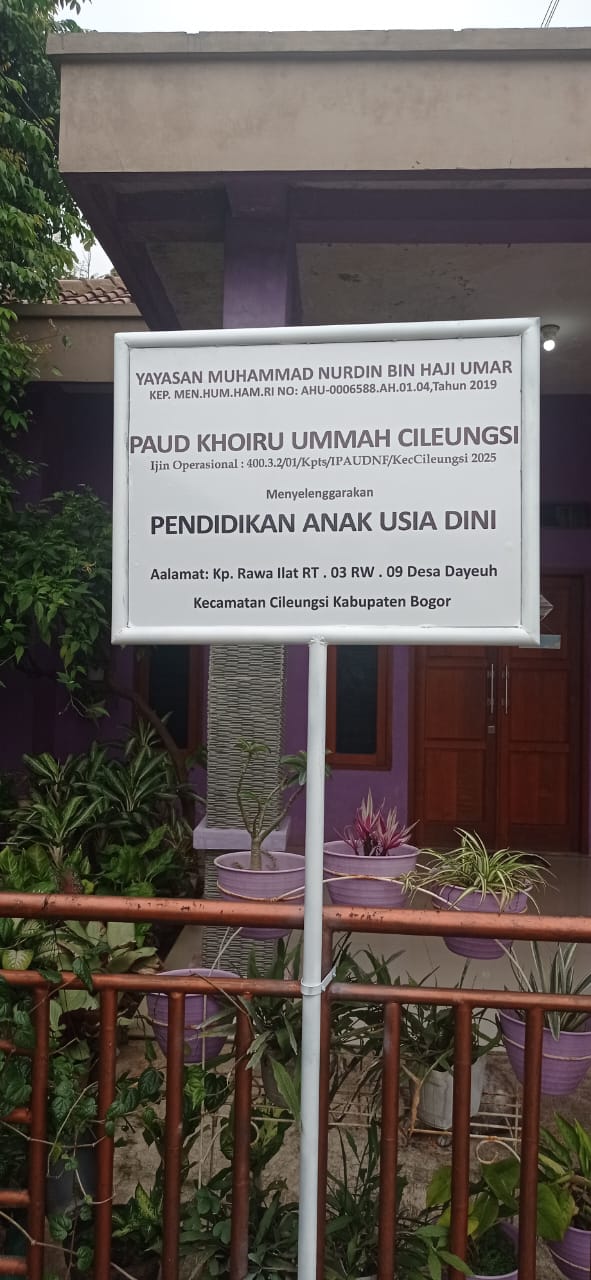 YAYASAN MUHAMMAD NURDIN BIN HAJI UMAR
KEP. MEN.HUM.HAM.RI NO: AHU-0006588.AH.01.04,Tahun 2019
PAUD KHOIRU UMMAH CILEUNGSI
Ijin Operasional : 400.3.2/01/Kpts/IPAUDNF/KecCileungsi 2025
Menyelenggarakan
PENDIDIKAN ANAK USIA DINI
Aalamat: Kp. Rawa Ilat RT . 03 RW . 09 Desa Dayeuh
Kecamatan Cileungsi Kabupaten Bogor